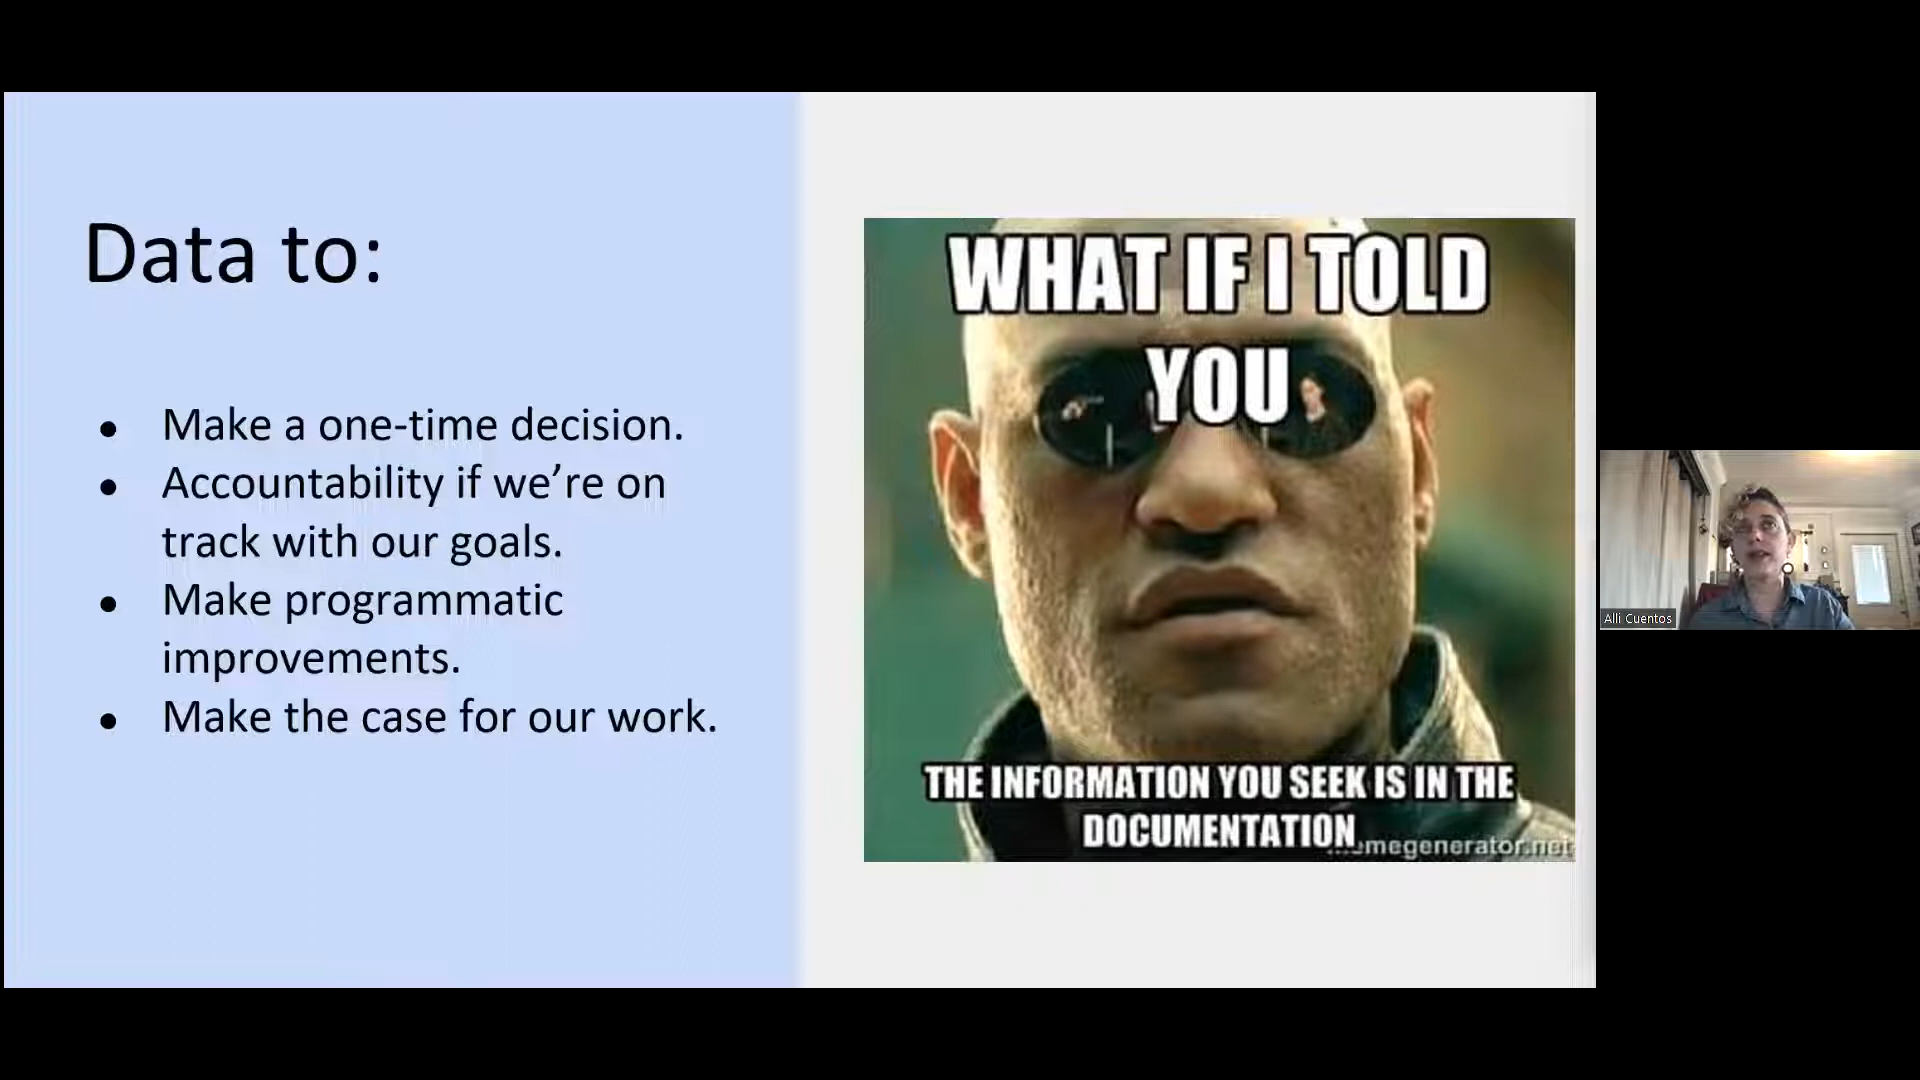 Data to:
● Make a one-time decision.
● Accountability if we’re on
track with our goals.
● Make programmatic
improvements.
● Make the case for our work.
WHAT IF I TOLD
YOU
THE INFORMATION YOU SEEK IS IN THE
DOCUMENTATION
memegenerator.net
Alli Cuentos